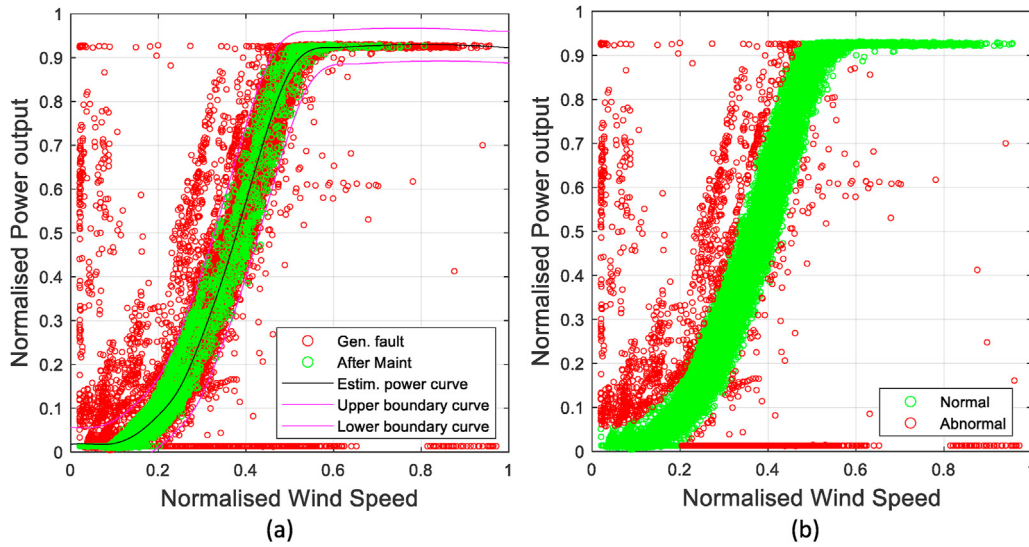 1
0.9
0.8
0.7
0.6
0.5
0.4
0.3
0.2
0.1
0
Normalised Power output
Gen. fault
After Maint
Estim. power curve
Upper boundary curve
Lower boundary curve
0 0.2 0.4 0.6 0.8 1
Normalised Wind Speed
(a)
1
0.9
0.8
0.7
0.6
0.5
0.4
0.3
0.2
0.1
0
Normalised Power output
Normal
Abnormal
0 0.2 0.4 0.6 0.8 1
Normalised Wind Speed
(b)